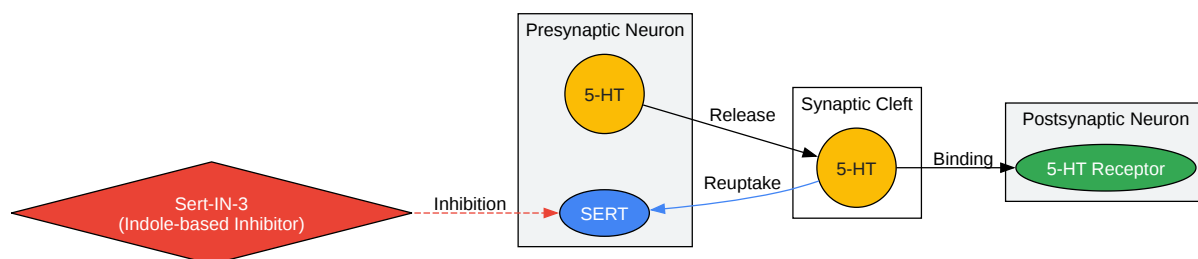 Presynaptic Neuron
5-HT
Release
Synaptic Cleft
5-HT
Postsynaptic Neuron
Binding
5-HT Receptor
Reuptake
Sert-IN-3
(Indole-based Inhibitor)
Inhibition
SERT